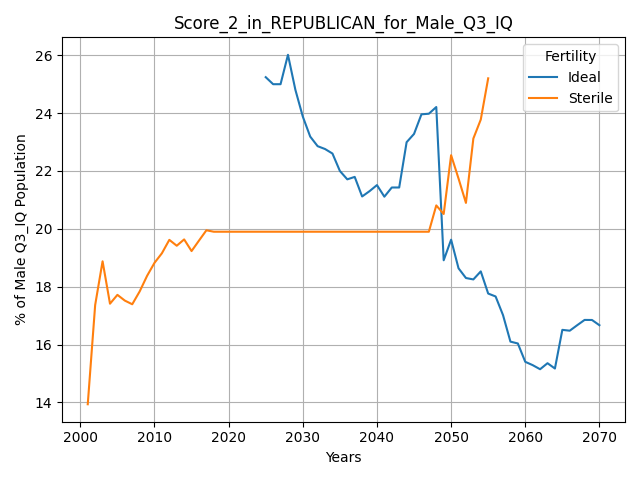 Score_2_in_REPUBLICAN_for_Male_Q3_IQ
Fertility
Ideal
Sterile
% of Male Q3_IQ Population
26
24
22
20
18
16
14
2000 2010 2020 2030 2040 2050 2060 2070
Years